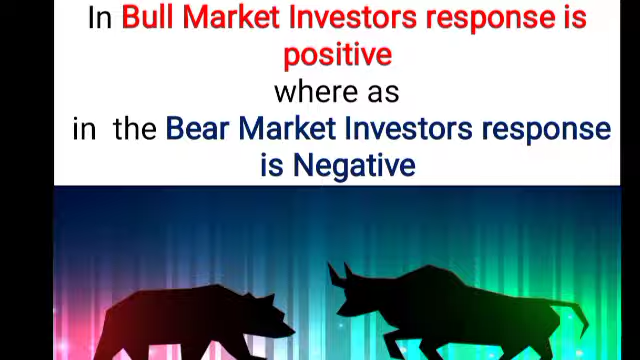 In Bull Market Investors response is
positive
where as
in the Bear Market Investors response
is Negative